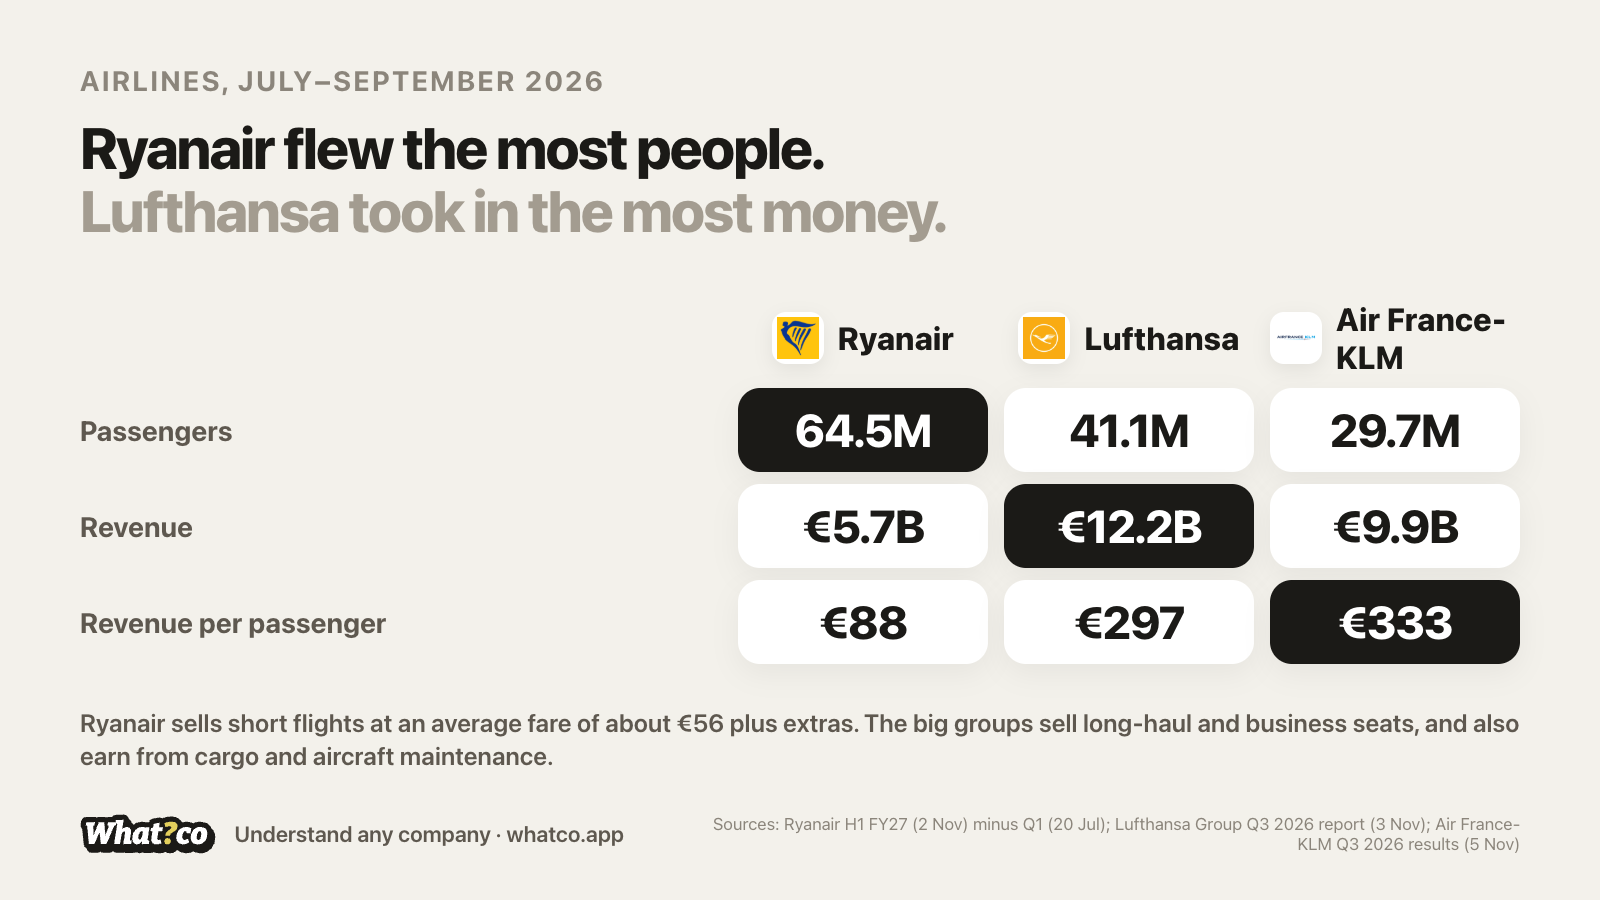 AIRLINES, JULY–SEPTEMBER 2026
Ryanair flew the most people.
Lufthansa took in the most money.
Ryanair
Lufthansa
Air France-
KLM
AIRFRANCE KLM
Passengers
64.5M
41.1M
29.7M
Revenue
€5.7B
€12.2B
€9.9B
Revenue per passenger
€88
€297
€333
Ryanair sells short flights at an average fare of about €56 plus extras. The big groups sell long-haul and business seats, and also
earn from cargo and aircraft maintenance.
What?co
Understand any company · whatco.app
Sources: Ryanair H1 FY27 (2 Nov) minus Q1 (20 Jul); Lufthansa Group Q3 2026 report (3 Nov); Air France-
KLM Q3 2026 results (5 Nov)